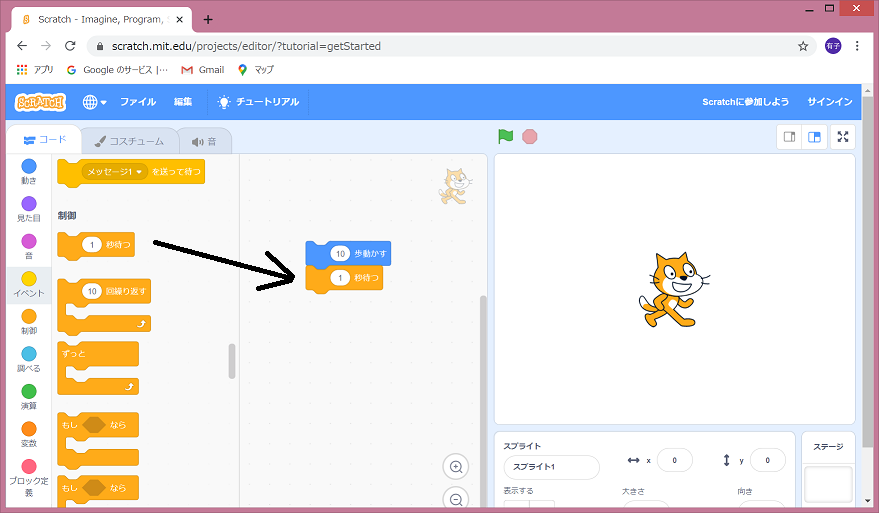 Scratch - Imagine, Program,
scratch.mit.edu/projects/editor/?tutorial=getStarted
有子
アプリ Google のサービス |… Gmail マップ
SCRATCH ファイル 編集 チュートリアル Scratchに参加しよう サインイン
コード コスチューム 音
動き
見た目
音
イベント
制御
調べる
演算
変数
ブロック定義
メッセージ1 を送って待つ
制御
1 秒待つ
10 回繰り返す
ずっと
もし なら
もし なら
10 歩動かす
1 秒待つ
スプライト
スプライト1 x 0 y 0
表示する 大きさ 向き
ステージ